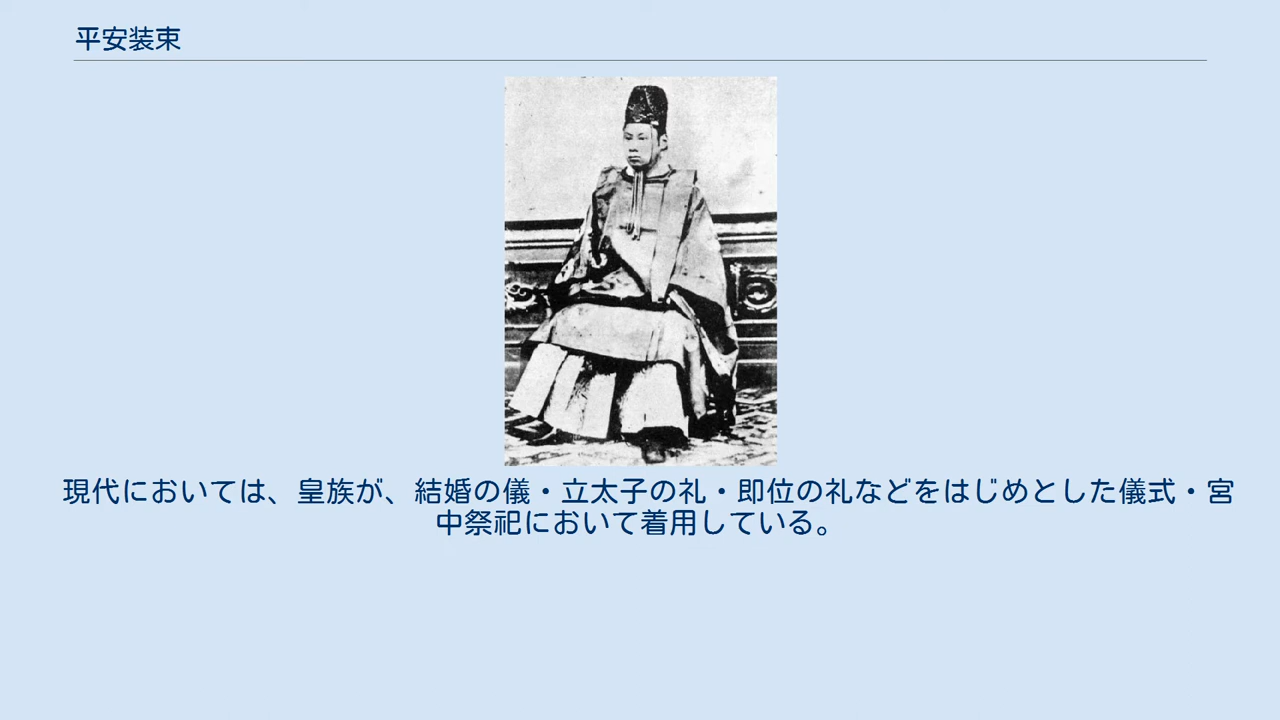 平安装束
現代においては、皇族が、結婚の儀・立太子の礼・即位の礼などをはじめとした儀式・宮
中祭祀において着用している。